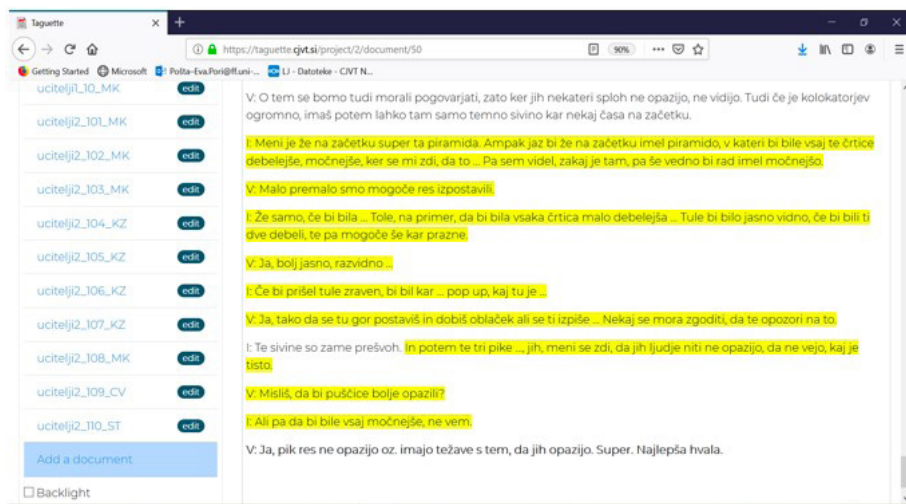 Taguette
https://taguette.cjvt.si/project/2/document/50
90%
Getting Started
Microsoft
Pošta-Eva.Pori@ff.uni-...
LJ - Datoteke - CJVT N...
ucitelji1_10_MK edit
ucitelji2_101_MK edit
ucitelji2_102_MK edit
ucitelji2_103_MK edit
ucitelji2_104_KZ edit
ucitelji2_105_KZ edit
ucitelji2_106_KZ edit
ucitelji2_107_KZ edit
ucitelji2_108_MK edit
ucitelji2_109_CV edit
ucitelji2_110_ST edit
Add a document
Backlight
V: O tem se bomo tudi morali pogovarjati, zato ker jih nekateri sploh ne opazijo, ne vidijo. Tudi če je kolokatorjev
ogromno, imaš potem lahko tam samo temno sivino kar nekaj časa na začetku.
I: Meni je že na začetku super ta piramida. Ampak jaz bi že na začetku imel piramido, v kateri bi bile vsaj te črtice
debelejše, močnejše, ker se mi zdi, da to ... Pa sem videl, zakaj je tam, pa še vedno bi rad imel močnejšo.
V: Malo premalo smo mogoče res izpostavili.
I: Že samo, če bi bila ... Tole, na primer, da bi bila vsaka črtica malo debelejša ... Tule bi bilo jasno vidno, če bi bili ti
dve debeli, te pa mogoče še kar prazne.
V: Ja, bolj jasno, razvidno ...
I: Če bi prišel tule zraven, bi bil kar ... pop up, kaj tu je ...
V: Ja, tako da se tu gor postaviš in dobiš oblaček ali se ti izpiše ... Nekaj se mora zgoditi, da te opozori na to.
I: Te sivine so zame prešvoh. In potem te tri pike ..., jih, meni se zdi, da jih ljudje niti ne opazijo, da ne vejo, kaj je
tisto.
V: Misliš, da bi puščice bolje opazili?
I: Ali pa da bi bile vsaj močnejše, ne vem.
V: Ja, pik res ne opazijo oz. imajo težave s tem, da jih opazijo. Super. Najlepša hvala.